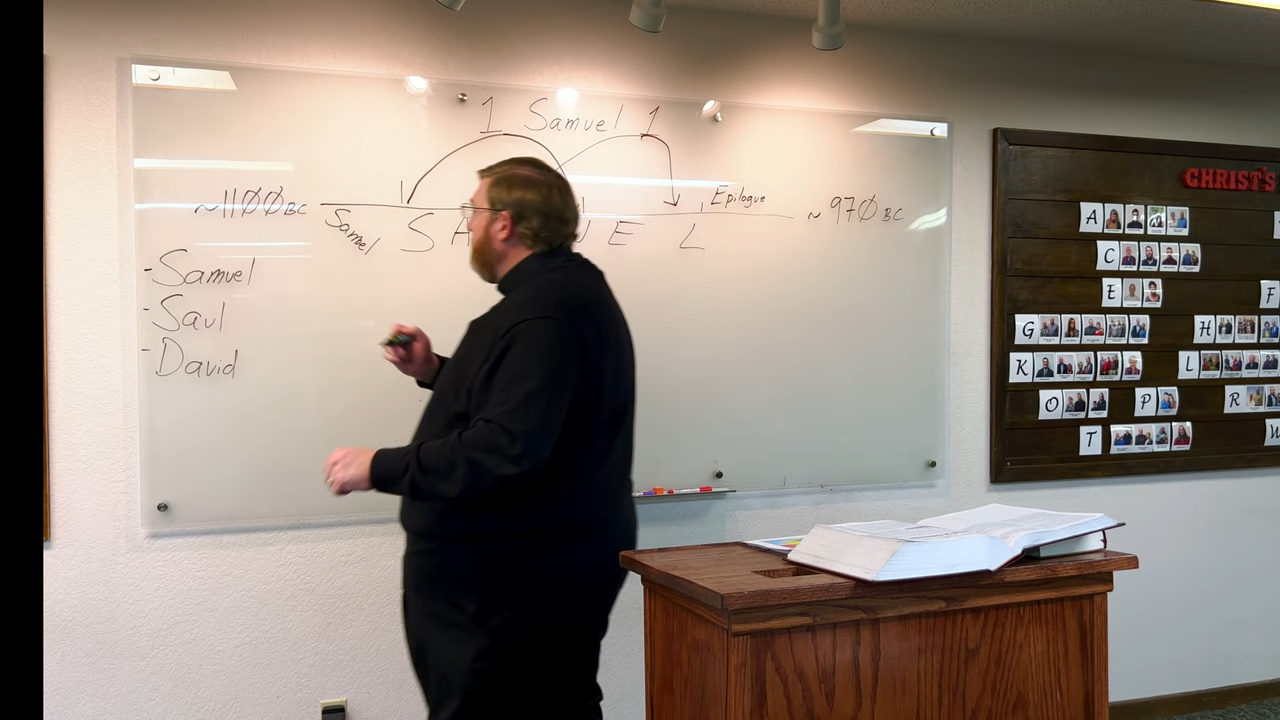 1 Samuel 1
~1100 BC
Epilogue
~970 BC
Samuel
S A U E L
-Samuel
-Saul
-David
CHRIST'S
A
C
E
F
G
H
K
L
O
P
R
T
W